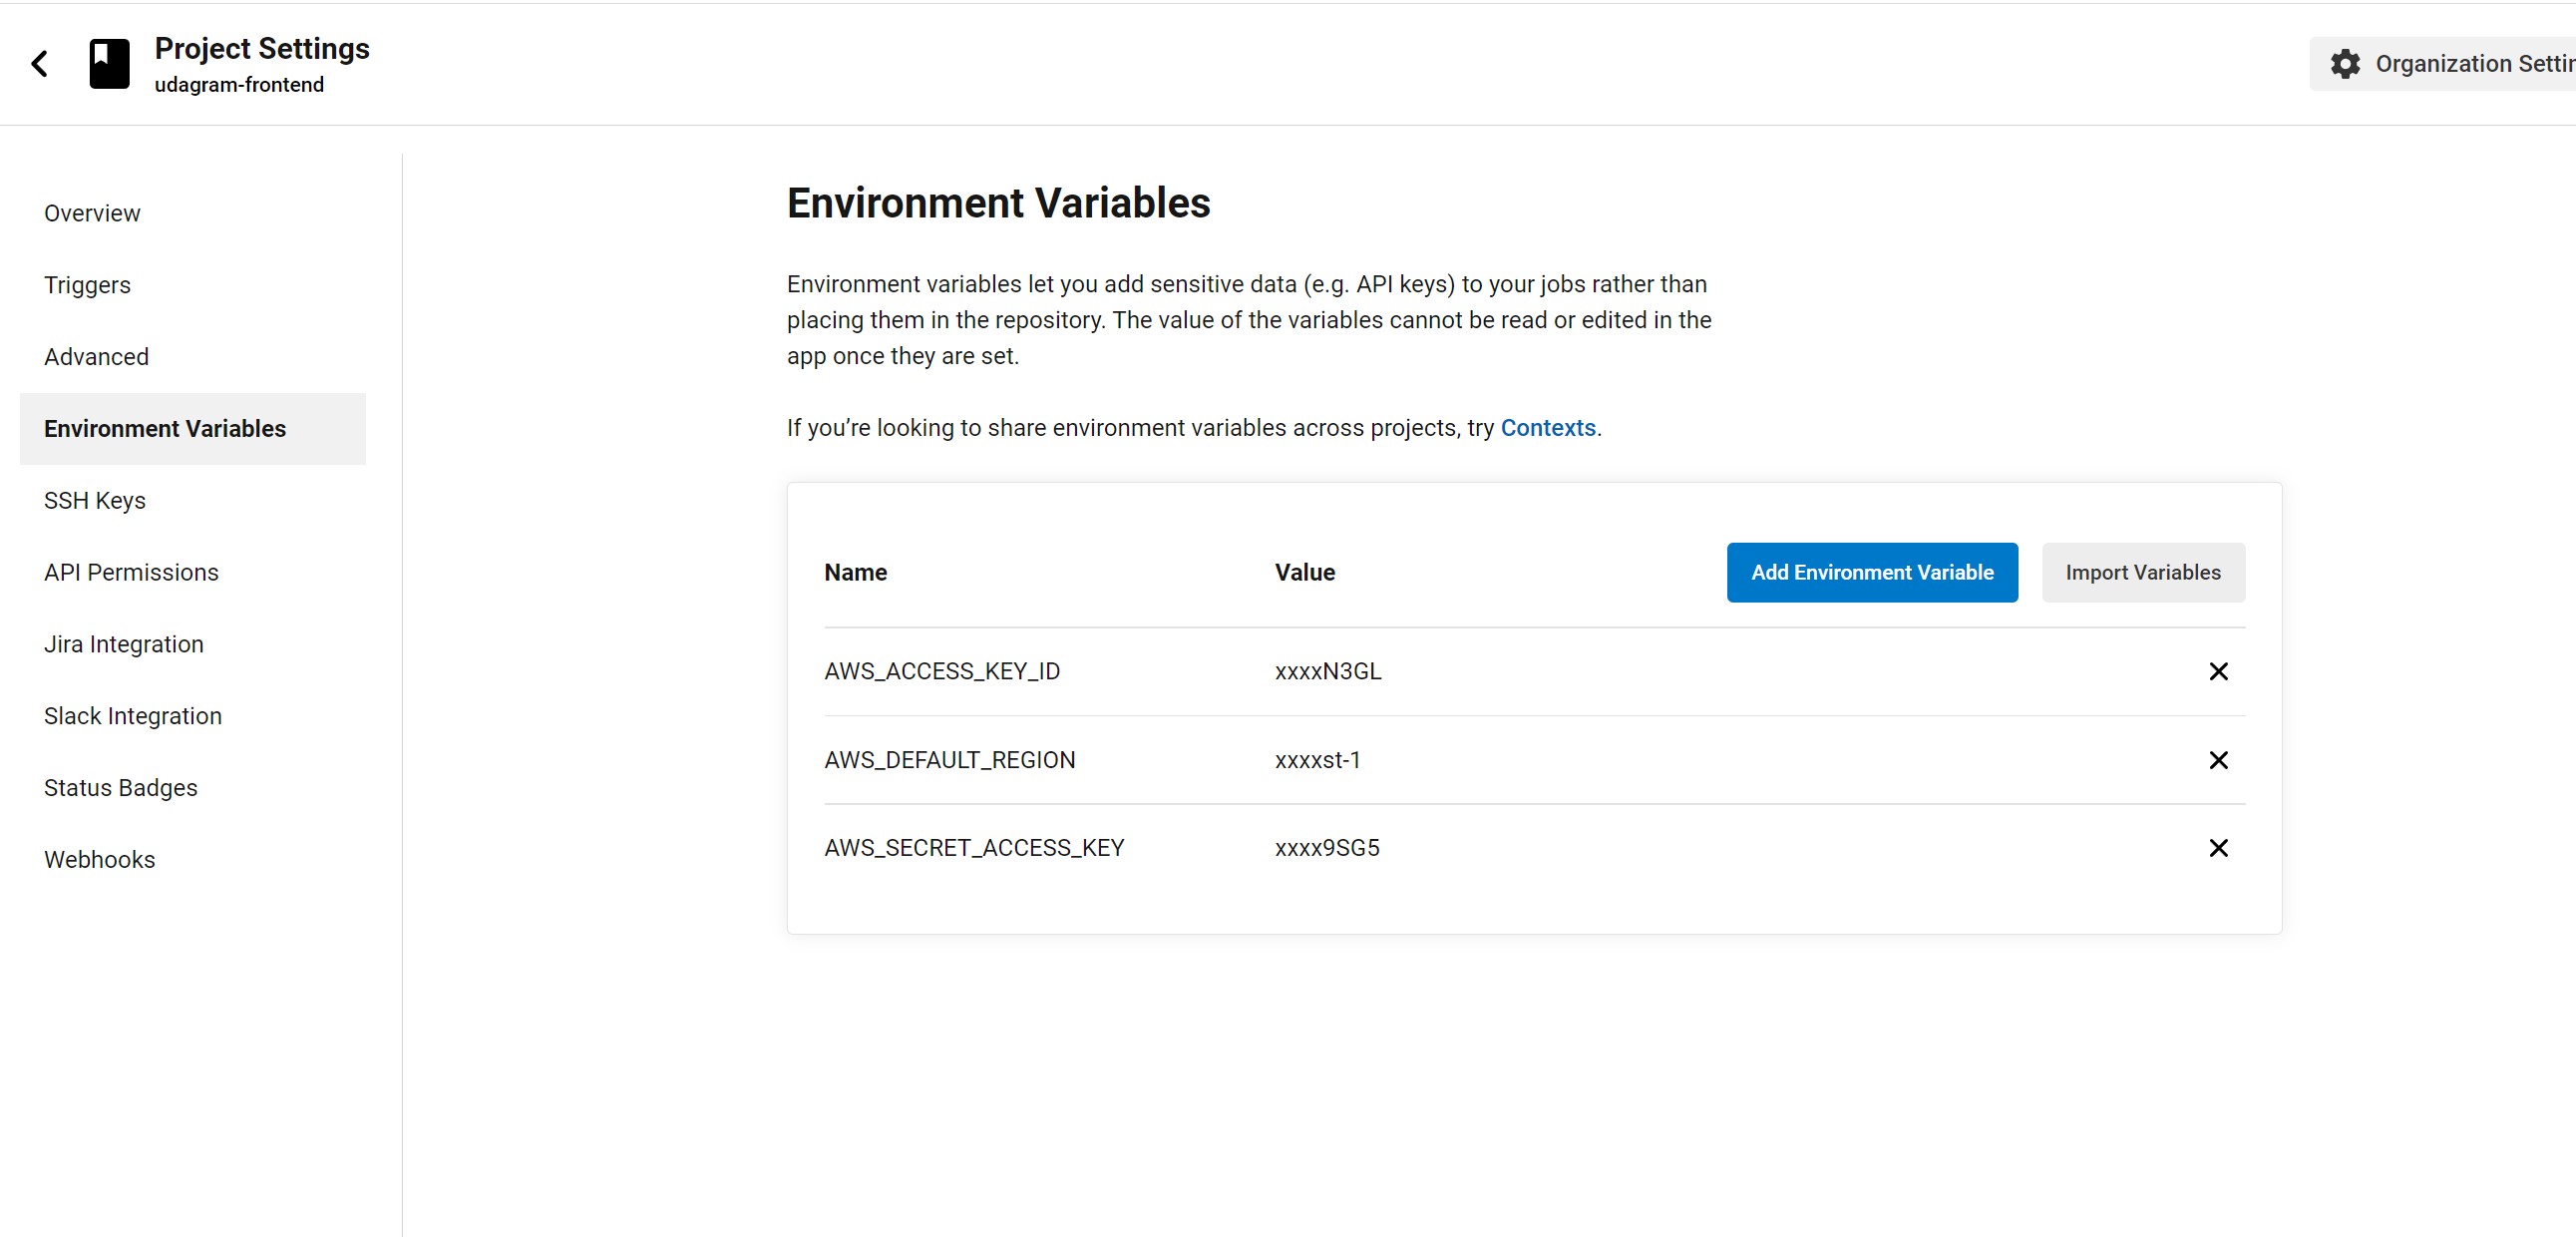 Project Settings
udagram-frontend
Organization Settin
Overview
Triggers
Advanced
Environment Variables
SSH Keys
API Permissions
Jira Integration
Slack Integration
Status Badges
Webhooks
Environment Variables
Environment variables let you add sensitive data (e.g. API keys) to your jobs rather than
placing them in the repository. The value of the variables cannot be read or edited in the
app once they are set.
If you’re looking to share environment variables across projects, try Contexts.
Name Value Add Environment Variable Import Variables
AWS_ACCESS_KEY_ID xxxxN3GL
AWS_DEFAULT_REGION xxxxst-1
AWS_SECRET_ACCESS_KEY xxxx9SG5